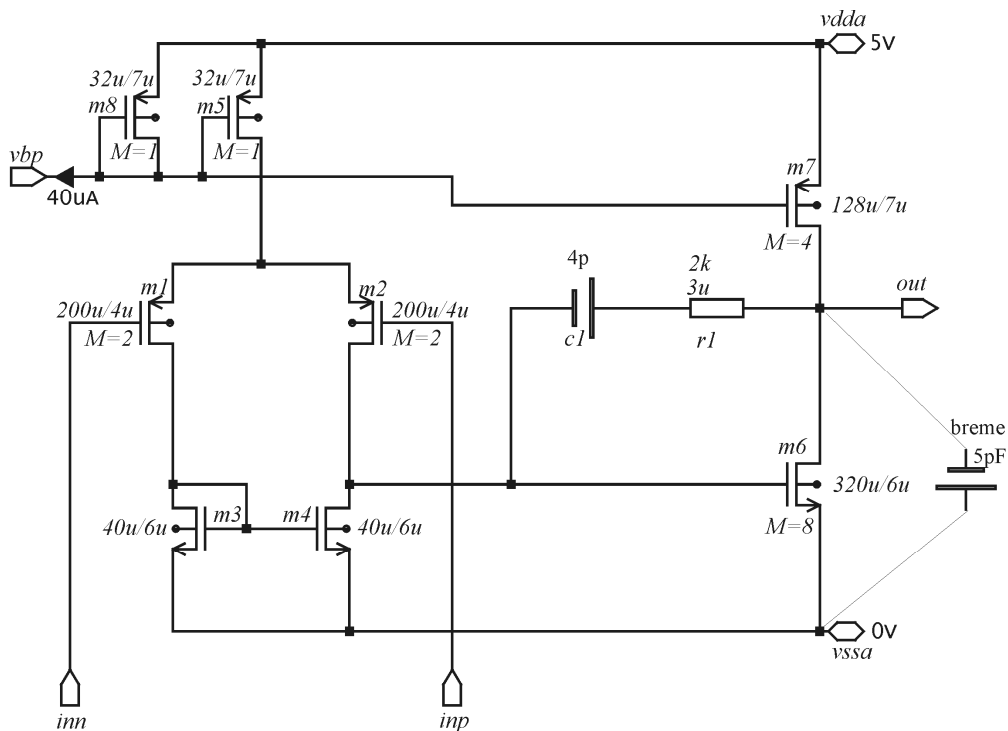 vdda
5V
32u/7u
32u/7u
m8
m5
M=1
M=1
vbp
40uA
m7
128u/7u
M=4
m1
m2
200u/4u
200u/4u
M=2
M=2
4p
c1
2k
3u
r1
out
breme
5pF
m6
320u/6u
M=8
m3
m4
40u/6u
40u/6u
0V
vssa
inn
inp